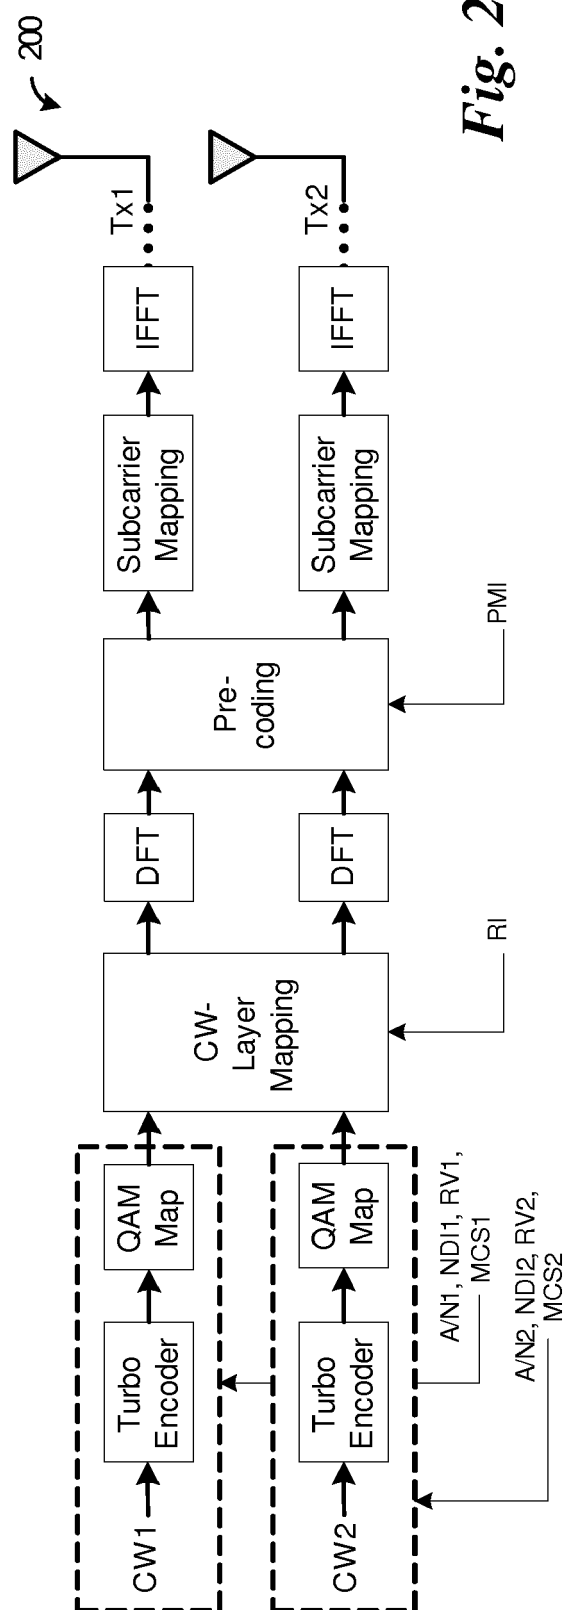 200
CW1
Turbo
Encoder
QAM
Map
CW2
Turbo
Encoder
QAM
Map
CW-
Layer
Mapping
DFT
DFT
Pre-
coding
Subcarrier
Mapping
Subcarrier
Mapping
IFFT
IFFT
Tx1
Tx2
A/N1, NDI1, RV1,
MCS1
A/N2, NDI2, RV2,
MCS2
RI
PMI
Fig. 2